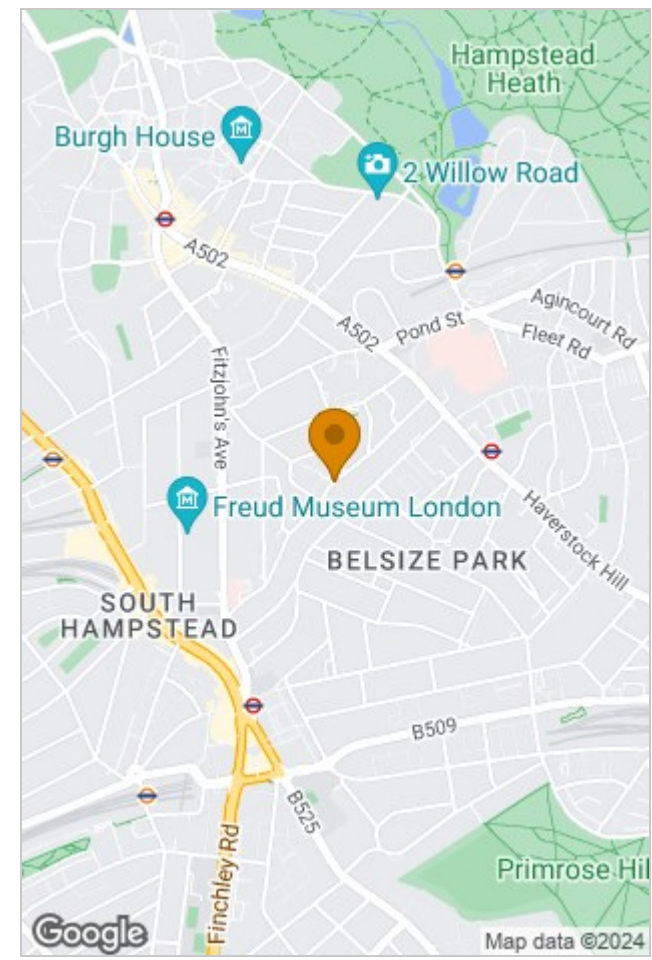 Hampstead
Heath
Burgh House
M
2 Willow Road
A502
A502
Pond St
Agincourt Rd
Fleet Rd
Fitzjohn's Ave
M
Freud Museum London
Haverstock Hill
BELSIZE PARK
SOUTH
HAMPSTEAD
B509
B525
Finchley Rd
Primrose Hil
Google
Map data ©2024